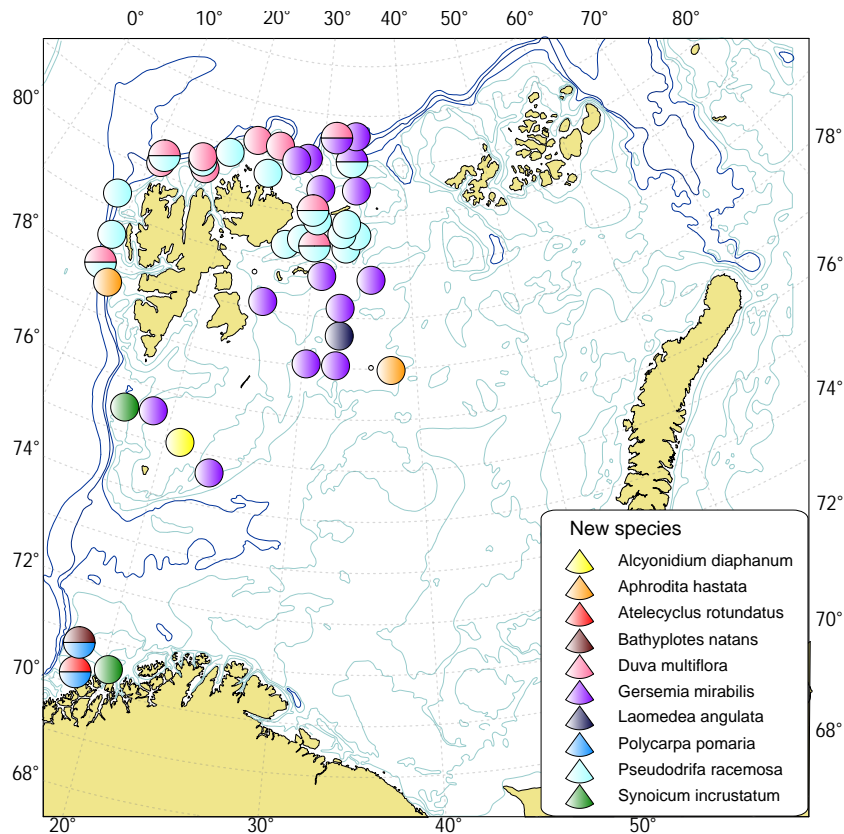 0° 10° 20° 30° 40° 50° 60° 70° 80°
80°
78°
78°
76°
76°
74°
74°
72°
72°
70°
70°
68°
68°
20° 30° 40° 50°
New species
Alcyonidium diaphanum
Aphrodita hastata
Atelecyclus rotundatus
Bathyplotes natans
Duva multiflora
Gersemia mirabilis
Laomedea angulata
Polycarpa pomaria
Pseudodrifa racemosa
Synoicum incrustatum